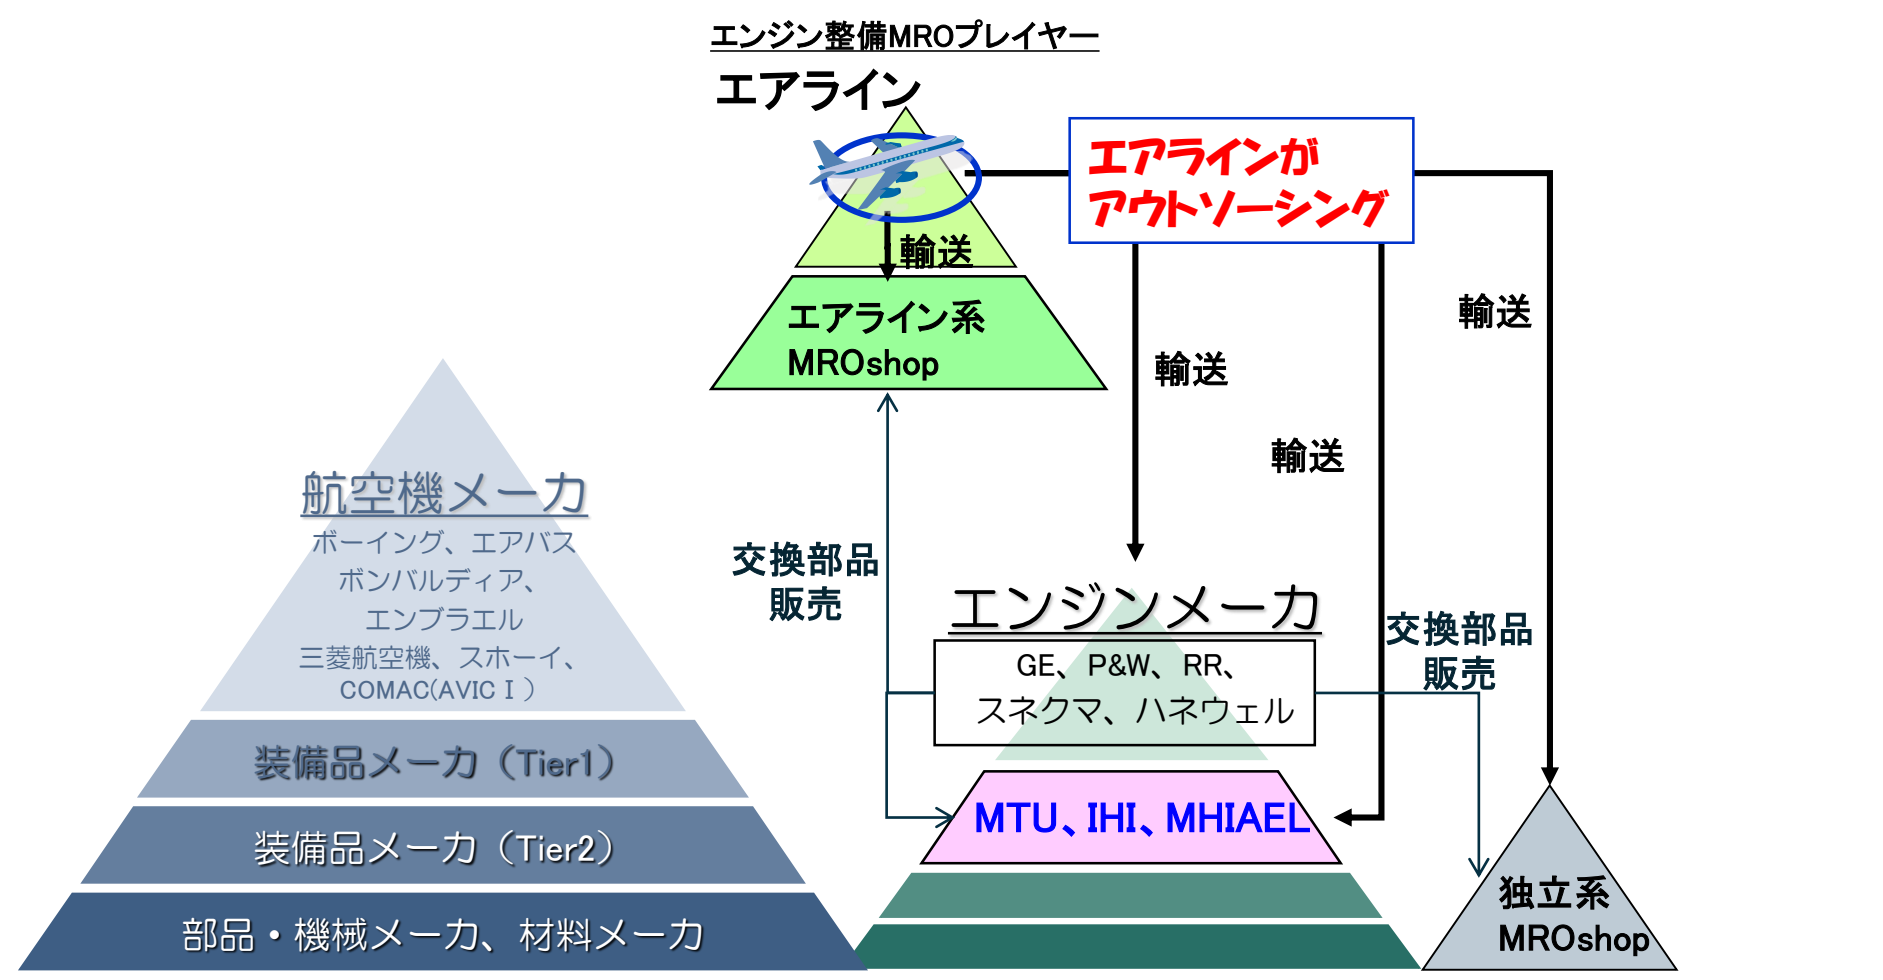 エンジン整備MROプレイヤー
エアライン
エアラインが
アウトソーシング
輸送
エアライン系
MROshop
輸送
輸送
輸送
航空機メーカ
ボーイング、エアバス
ボンバルディア、
エンブラエル
三菱航空機、スホーイ、
COMAC(AVICⅠ）
装備品メーカ（Tier1）
装備品メーカ（Tier2）
部品・機械メーカ、材料メーカ
交換部品
販売
エンジンメーカ
GE、P&W、RR、
スネクマ、ハネウェル
交換部品
販売
MTU、IHI、MHIAEL
独立系
MROshop